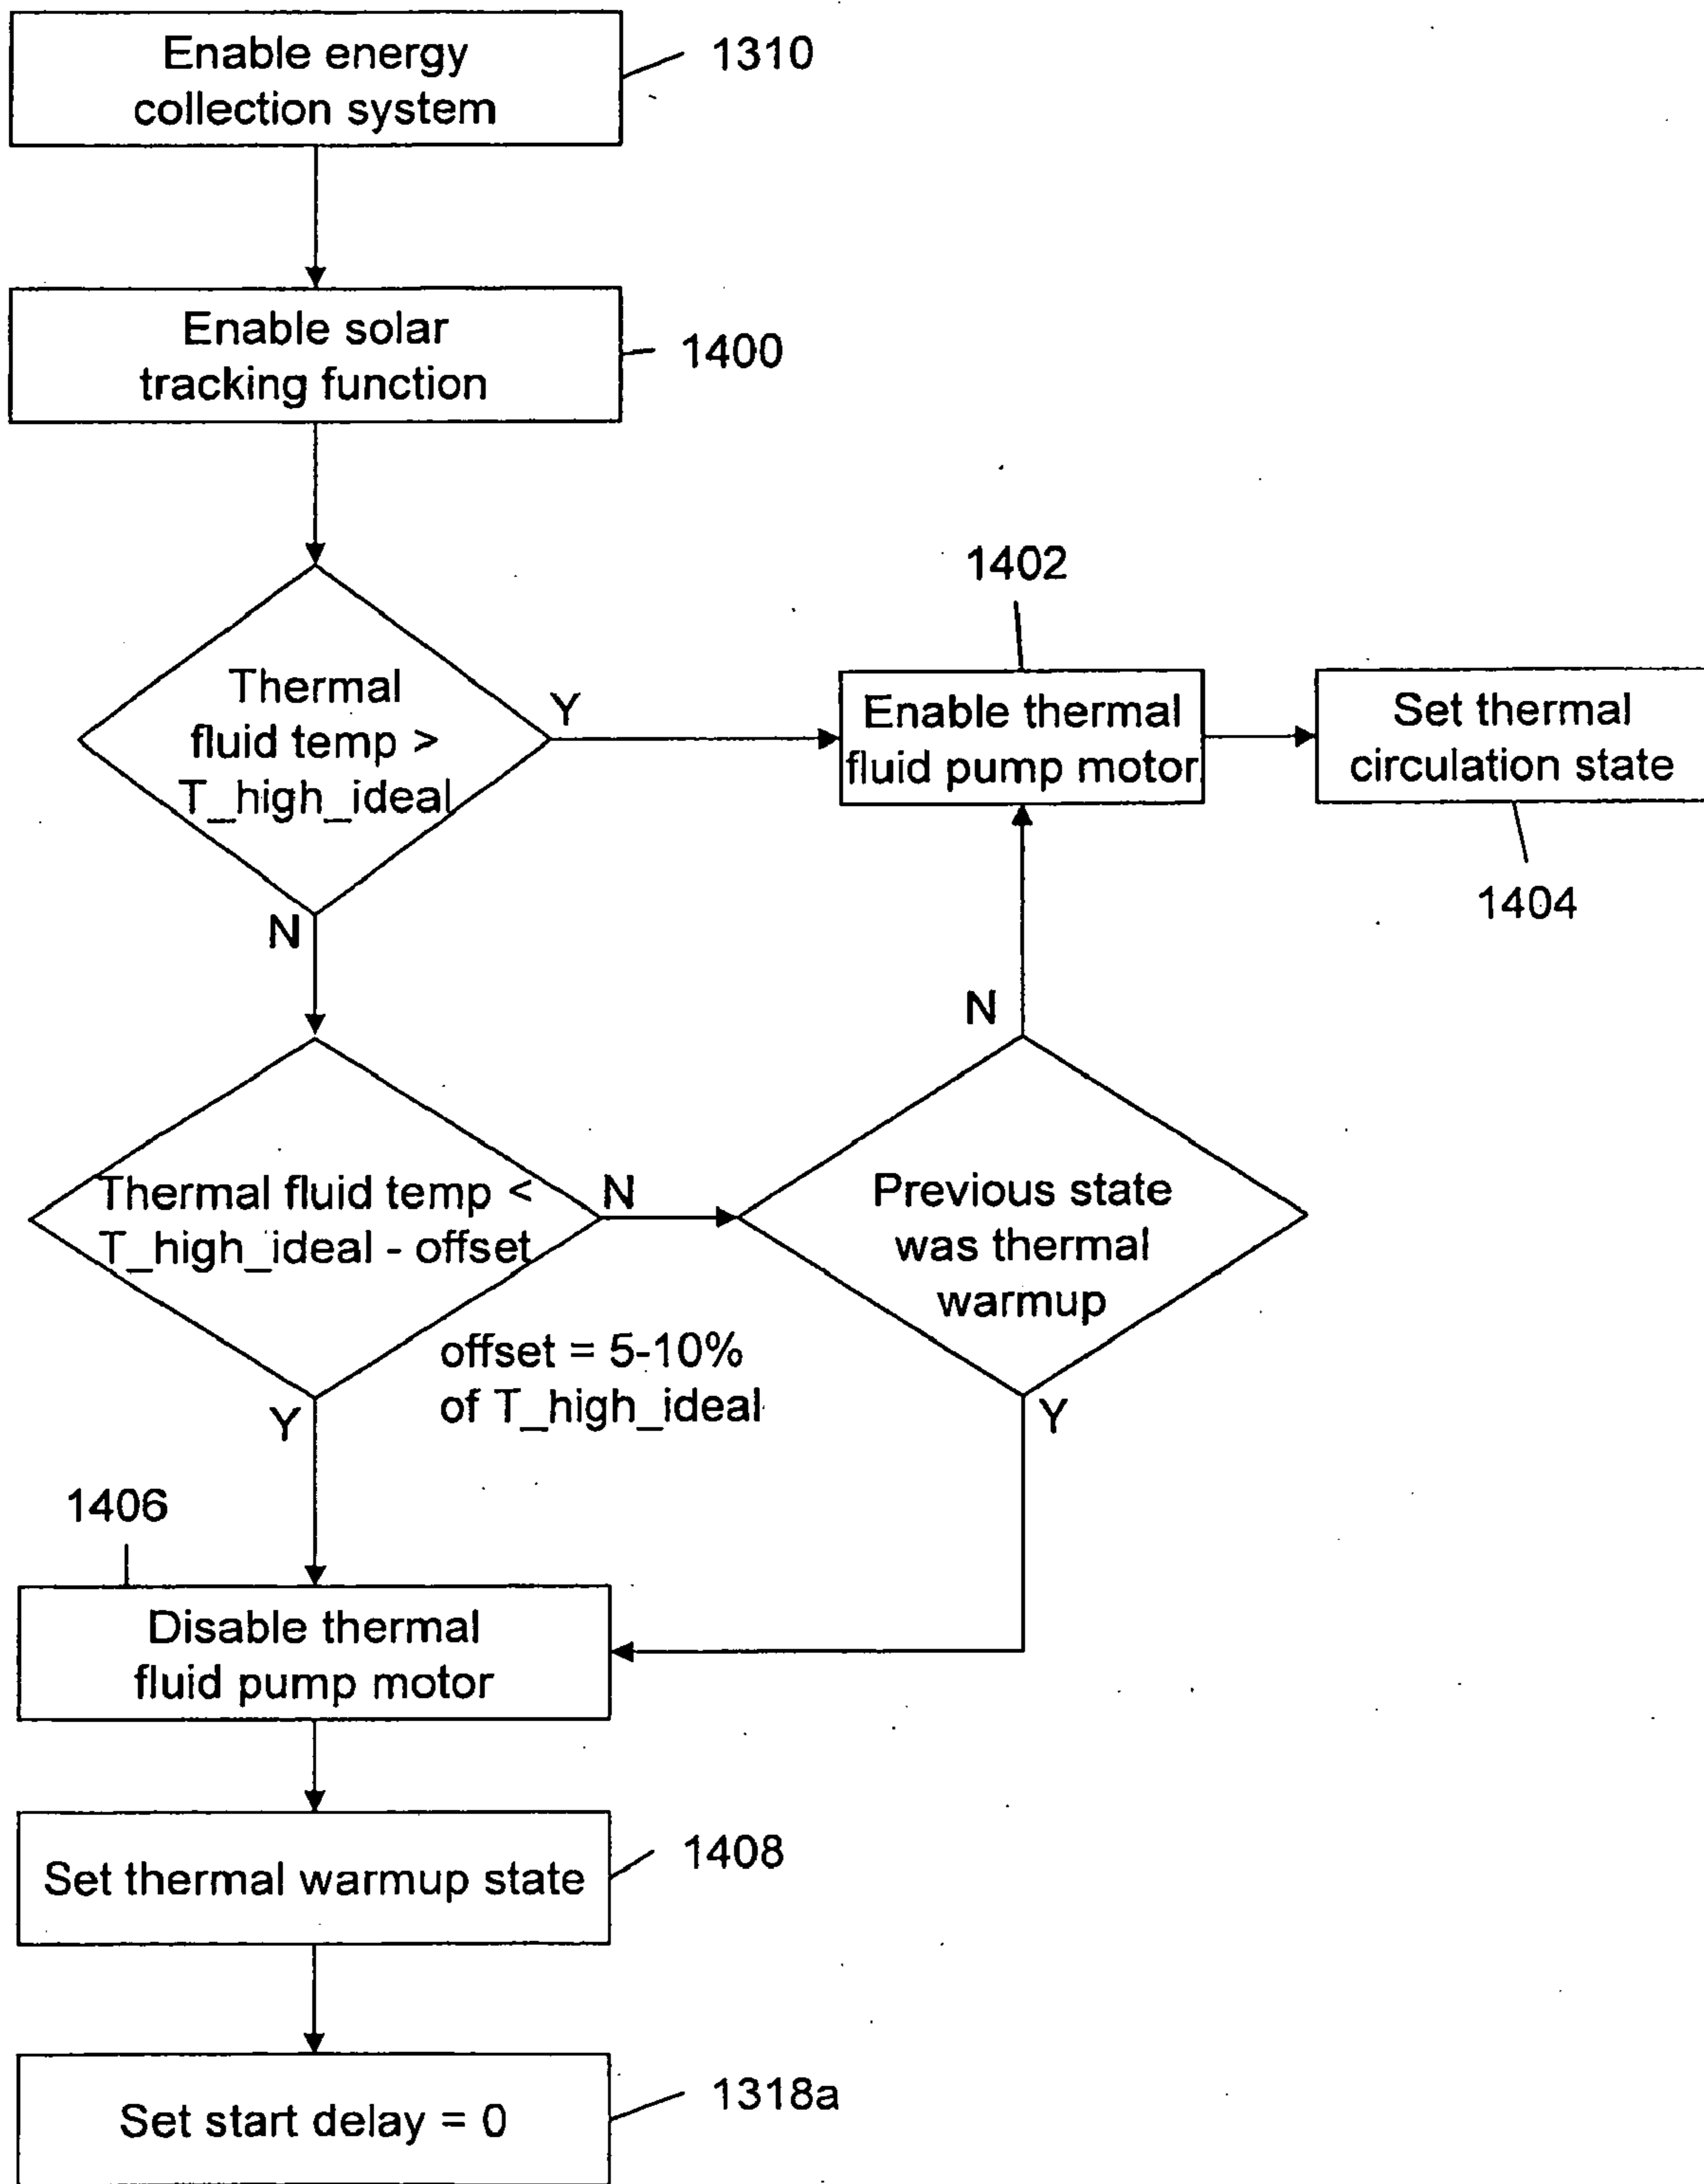 Enable energy
collection system
1310
Enable solar
tracking function
1400
Thermal
fluid temp >
T_high_ideal
Y
N
1402
Enable thermal
fluid pump motor
Set thermal
circulation state
1404
Thermal fluid temp <
T_high_ideal - offset
N
Y
offset = 5-10%
of T_high_ideal
Previous state
was thermal
warmup
N
Y
1406
Disable thermal
fluid pump motor
Set thermal warmup state
1408
Set start delay = 0
1318a